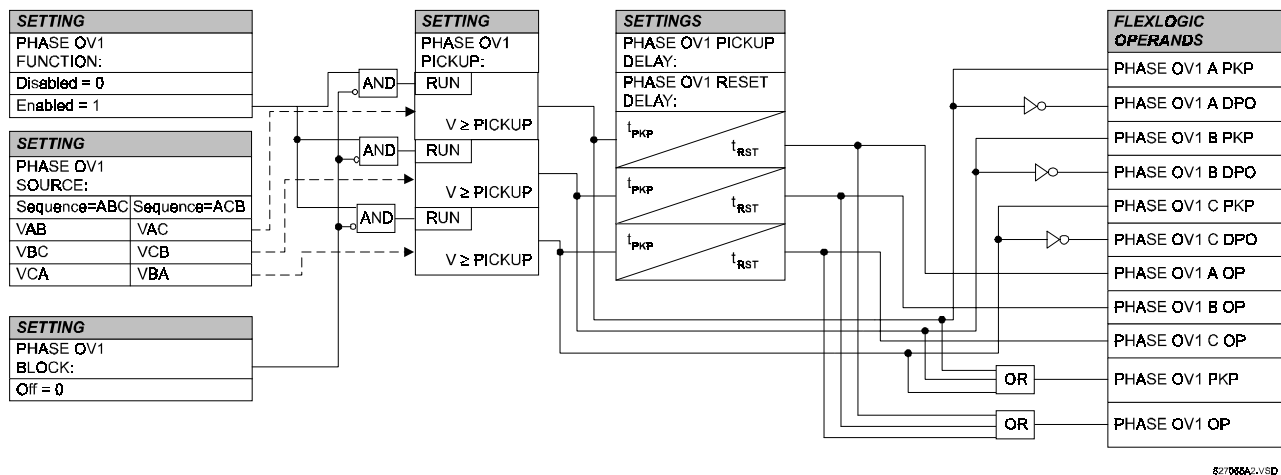 SETTING
PHASE OV1
FUNCTION:
Disabled = 0
Enabled = 1
SETTING
PHASE OV1
SOURCE:
Sequence=ABC Sequence=ACB
VAB VAC
VBC VCB
VCA VBA
SETTING
PHASE OV1
BLOCK:
Off = 0
AND
AND
AND
SETTING
PHASE OV1
PICKUP:
RUN
V ≥ PICKUP
RUN
V ≥ PICKUP
RUN
V ≥ PICKUP
SETTINGS
PHASE OV1 PICKUP
DELAY:
PHASE OV1 RESET
DELAY:
tPKP
tRST
tPKP
tRST
tPKP
tRST
OR
OR
FLEXLOGIC
OPERANDS
PHASE OV1 A PKP
PHASE OV1 A DPO
PHASE OV1 B PKP
PHASE OV1 B DPO
PHASE OV1 C PKP
PHASE OV1 C DPO
PHASE OV1 A OP
PHASE OV1 B OP
PHASE OV1 C OP
PHASE OV1 PKP
PHASE OV1 OP
827066A2.VSD